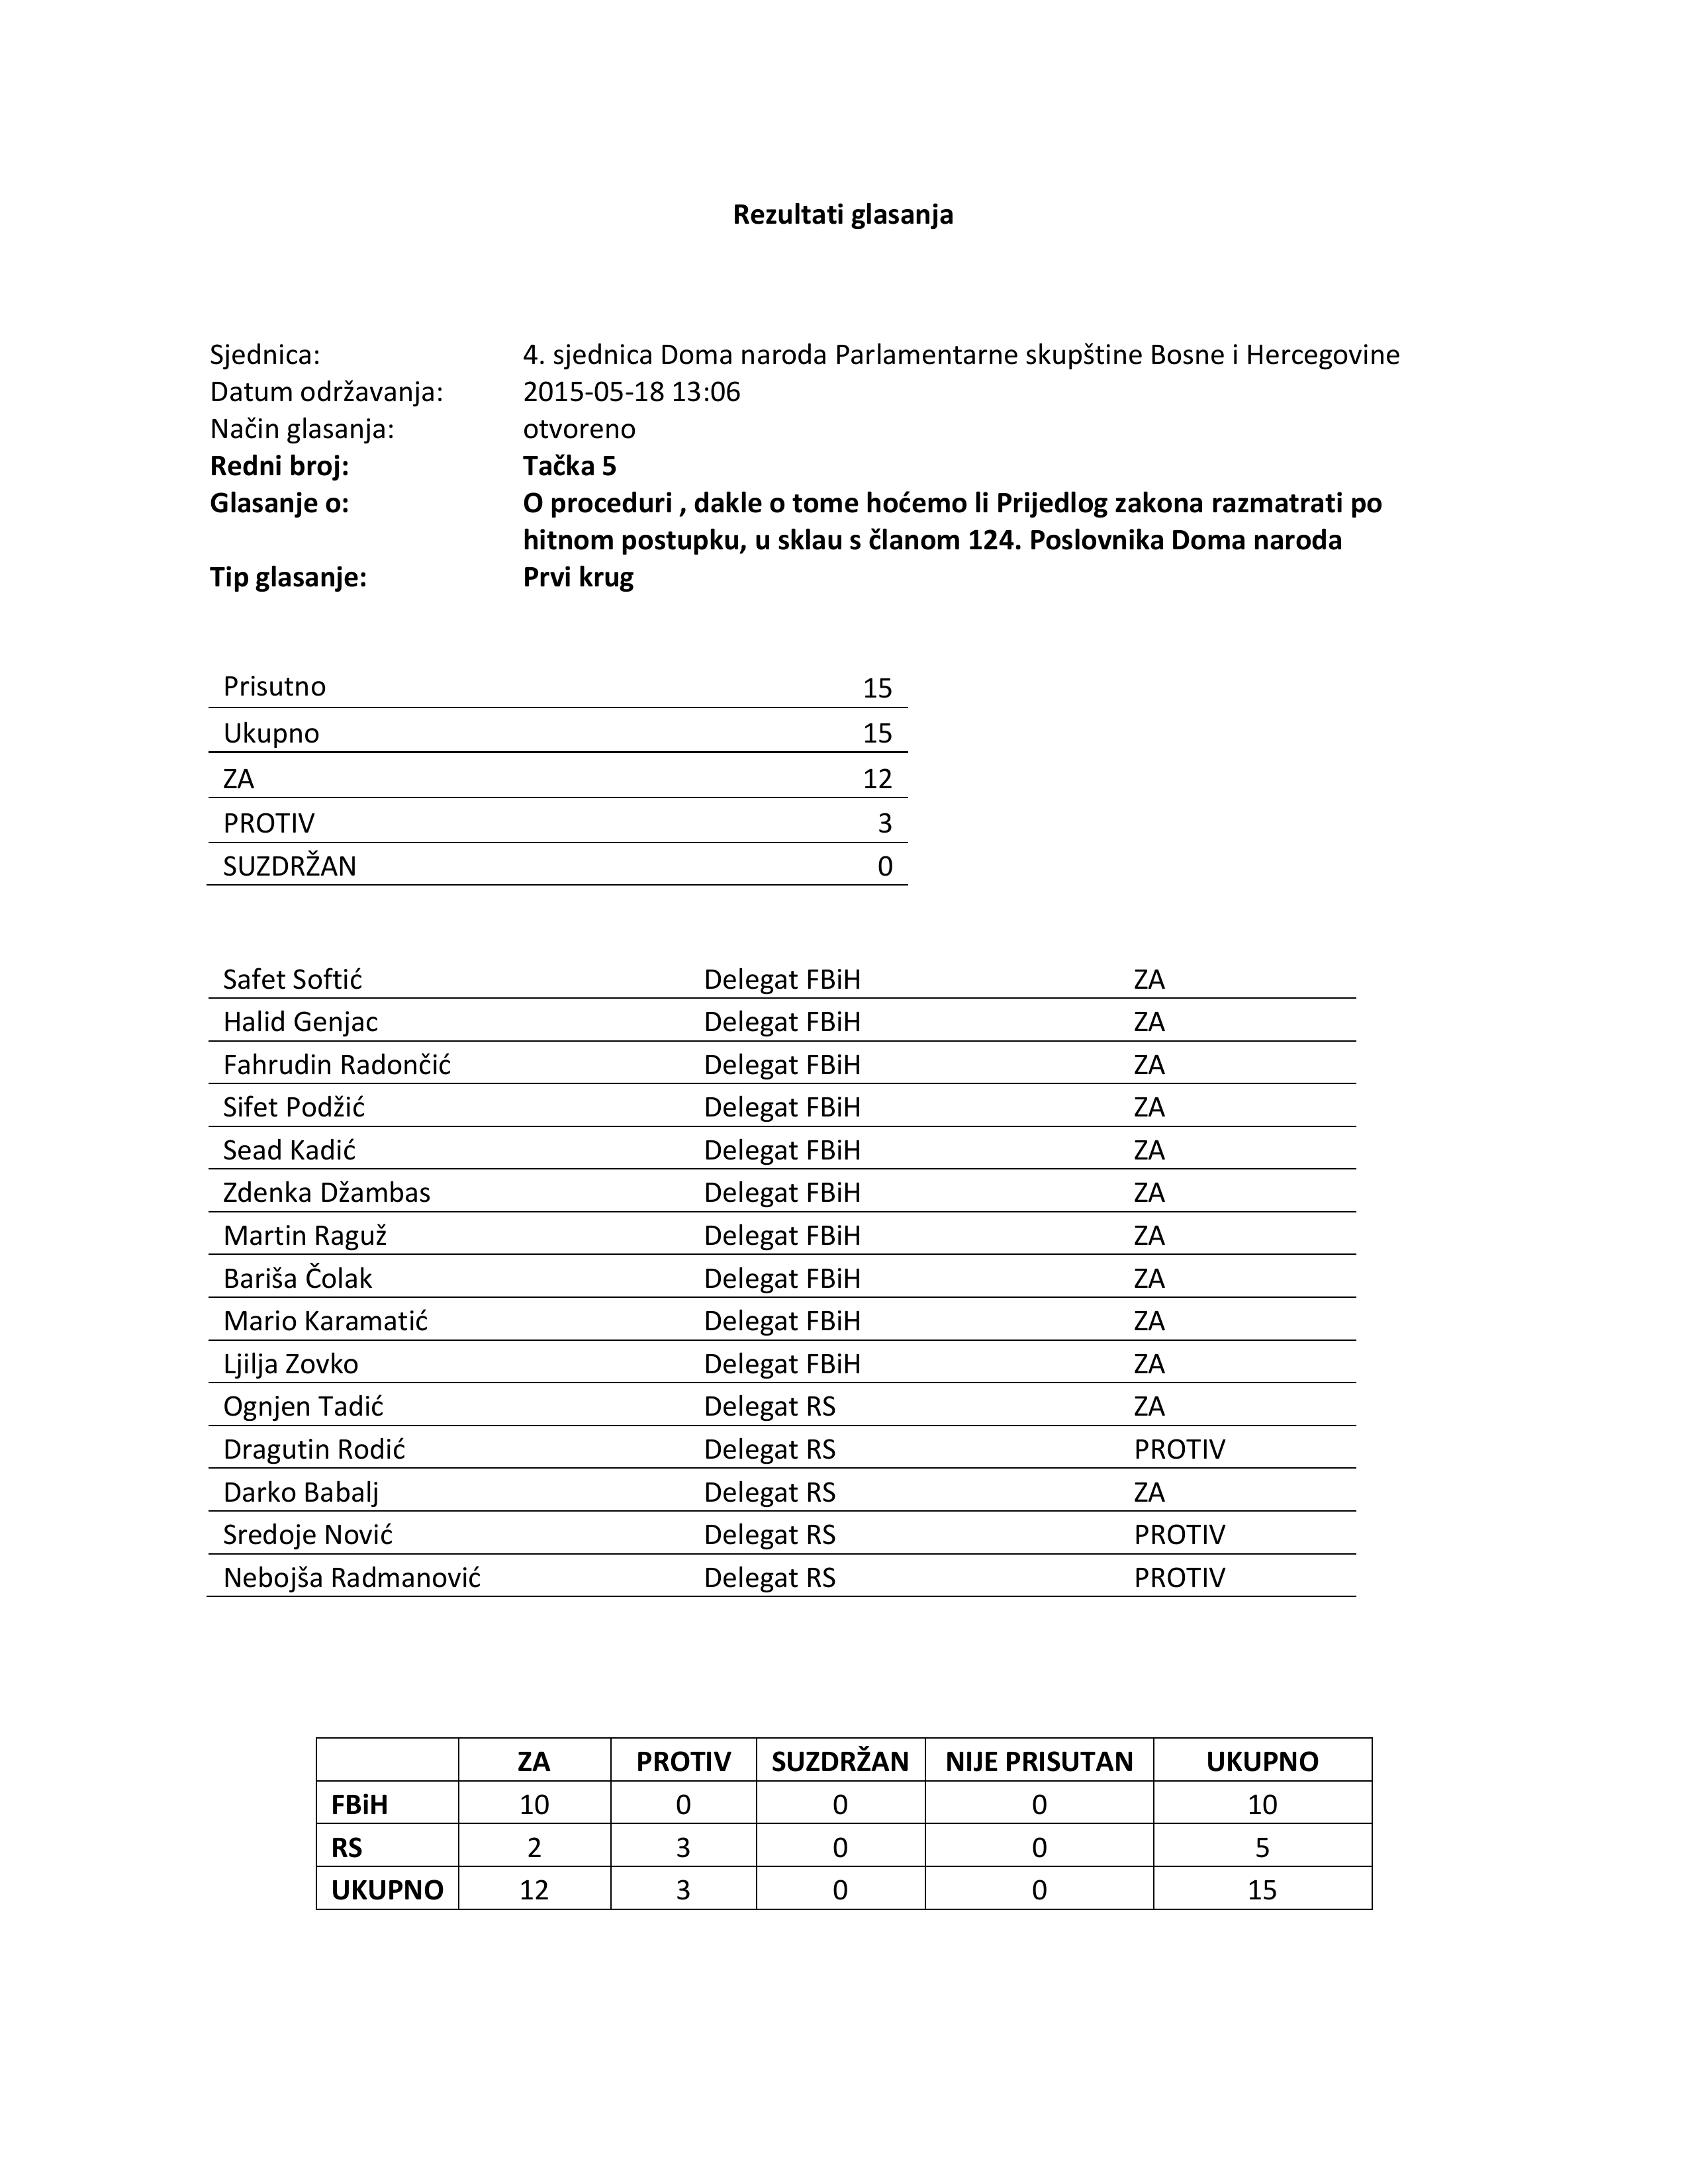 Rezultati glasanja
Sjednica: 4. sjednica Doma naroda Parlamentarne skupštine Bosne i Hercegovine
Datum održavanja: 2015-05-18 13:06
Način glasanja: otvoreno
Redni broj: Tačka 5
Glasanje o: O proceduri , dakle o tome hoćemo li Prijedlog zakona razmatrati po
hitnom postupku, u sklau s članom 124. Poslovnika Doma naroda
Tip glasanje: Prvi krug
Prisutno 15
Ukupno 15
ZA 12
PROTIV 3
SUZDRŽAN 0
Safet Softić Delegat FBiH ZA
Halid Genjac Delegat FBiH ZA
Fahrudin Radončić Delegat FBiH ZA
Sifet Podžić Delegat FBiH ZA
Sead Kadić Delegat FBiH ZA
Zdenka Džambas Delegat FBiH ZA
Martin Raguž Delegat FBiH ZA
Bariša Čolak Delegat FBiH ZA
Mario Karamatić Delegat FBiH ZA
Ljilja Zovko Delegat FBiH ZA
Ognjen Tadić Delegat RS ZA
Dragutin Rodić Delegat RS PROTIV
Darko Babalj Delegat RS ZA
Sredoje Nović Delegat RS PROTIV
Nebojša Radmanović Delegat RS PROTIV
ZA PROTIV SUZDRŽAN NIJE PRISUTAN UKUPNO
FBiH 10 0 0 0 10
RS 2 3 0 0 5
UKUPNO 12 3 0 0 15